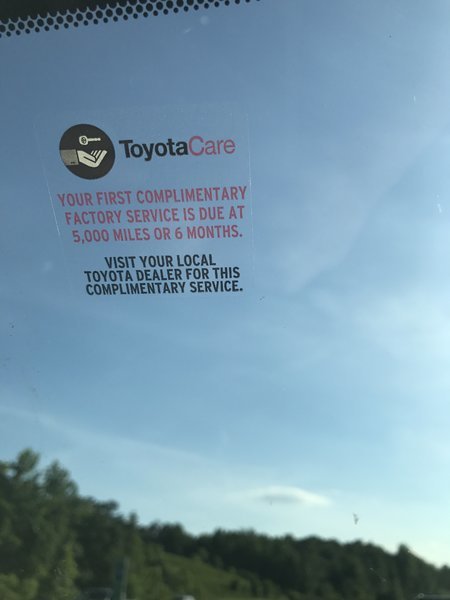 ToyotaCare
YOUR FIRST COMPLIMENTARY
FACTORY SERVICE IS DUE AT
5,000 MILES OR 6 MONTHS.
VISIT YOUR LOCAL
TOYOTA DEALER FOR THIS
COMPLIMENTARY SERVICE.